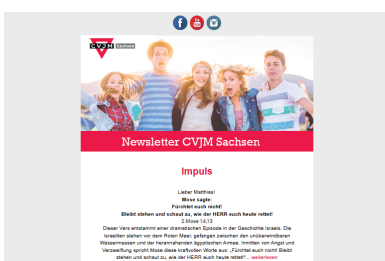 CVJM Sachsen
Newsletter CVJM Sachsen
Impuls
Lieber Matthias!
Mose sagte:
Fürchtet euch nicht!
Bleibt stehen und schaut zu, wie der HERR euch heute rettet!
2.Mose 14,13
Dieser Vers entstammt einer dramatischen Episode in der Geschichte Israels. Die
Israeliten stehen vor dem Roten Meer, gefangen zwischen den unüberwindbaren
Wassermassen und der herannahenden ägyptischen Armee. Inmitten von Angst und
Verzweiflung spricht Mose diese kraftvollen Worte aus: „Fürchtet euch nicht! Bleibt
stehen und schaut zu, wie der HERR euch heute rettet!"... weiterlesen